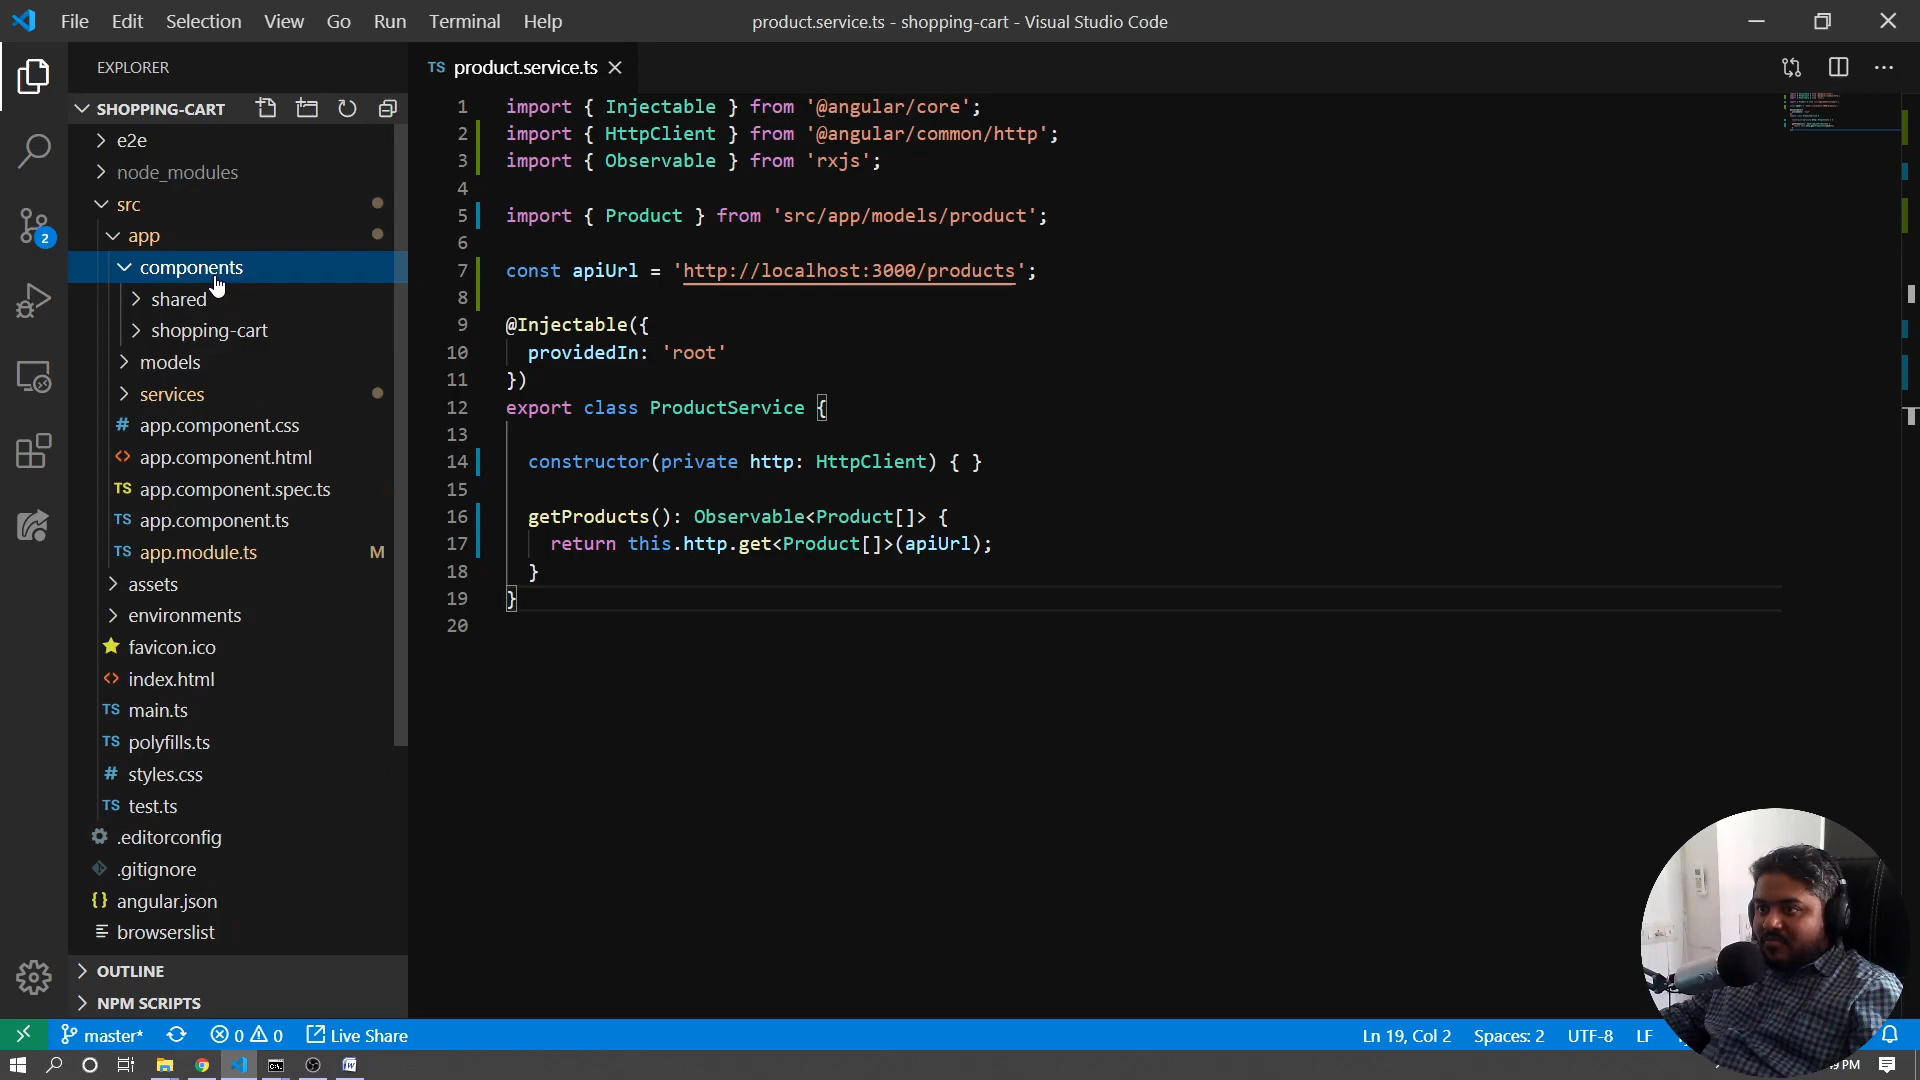 File Edit Selection View Go Run Terminal Help
product.service.ts - shopping-cart - Visual Studio Code
EXPLORER
SHOPPING-CART
e2e
node_modules
src
app
components
shared
shopping-cart
models
services
# app.component.css
<> app.component.html
TS app.component.spec.ts
TS app.component.ts
TS app.module.ts M
assets
environments
favicon.ico
<> index.html
TS main.ts
TS polyfills.ts
# styles.css
TS test.ts
.editorconfig
.gitignore
{} angular.json
browserslist
OUTLINE
NPM SCRIPTS
2
TS product.service.ts
1 import { Injectable } from '@angular/core';
2 import { HttpClient } from '@angular/common/http';
3 import { Observable } from 'rxjs';
4
5 import { Product } from 'src/app/models/product';
6
7 const apiUrl = 'http://localhost:3000/products';
8
9 @Injectable({
10 providedIn: 'root'
11 })
12 export class ProductService {
13
14 constructor(private http: HttpClient) { }
15
16 getProducts(): Observable<Product[]> {
17 return this.http.get<Product[]>(apiUrl);
18 }
19 }
20
master* 0 0 Live Share
Ln 19, Col 2 Spaces: 2 UTF-8 LF
PM